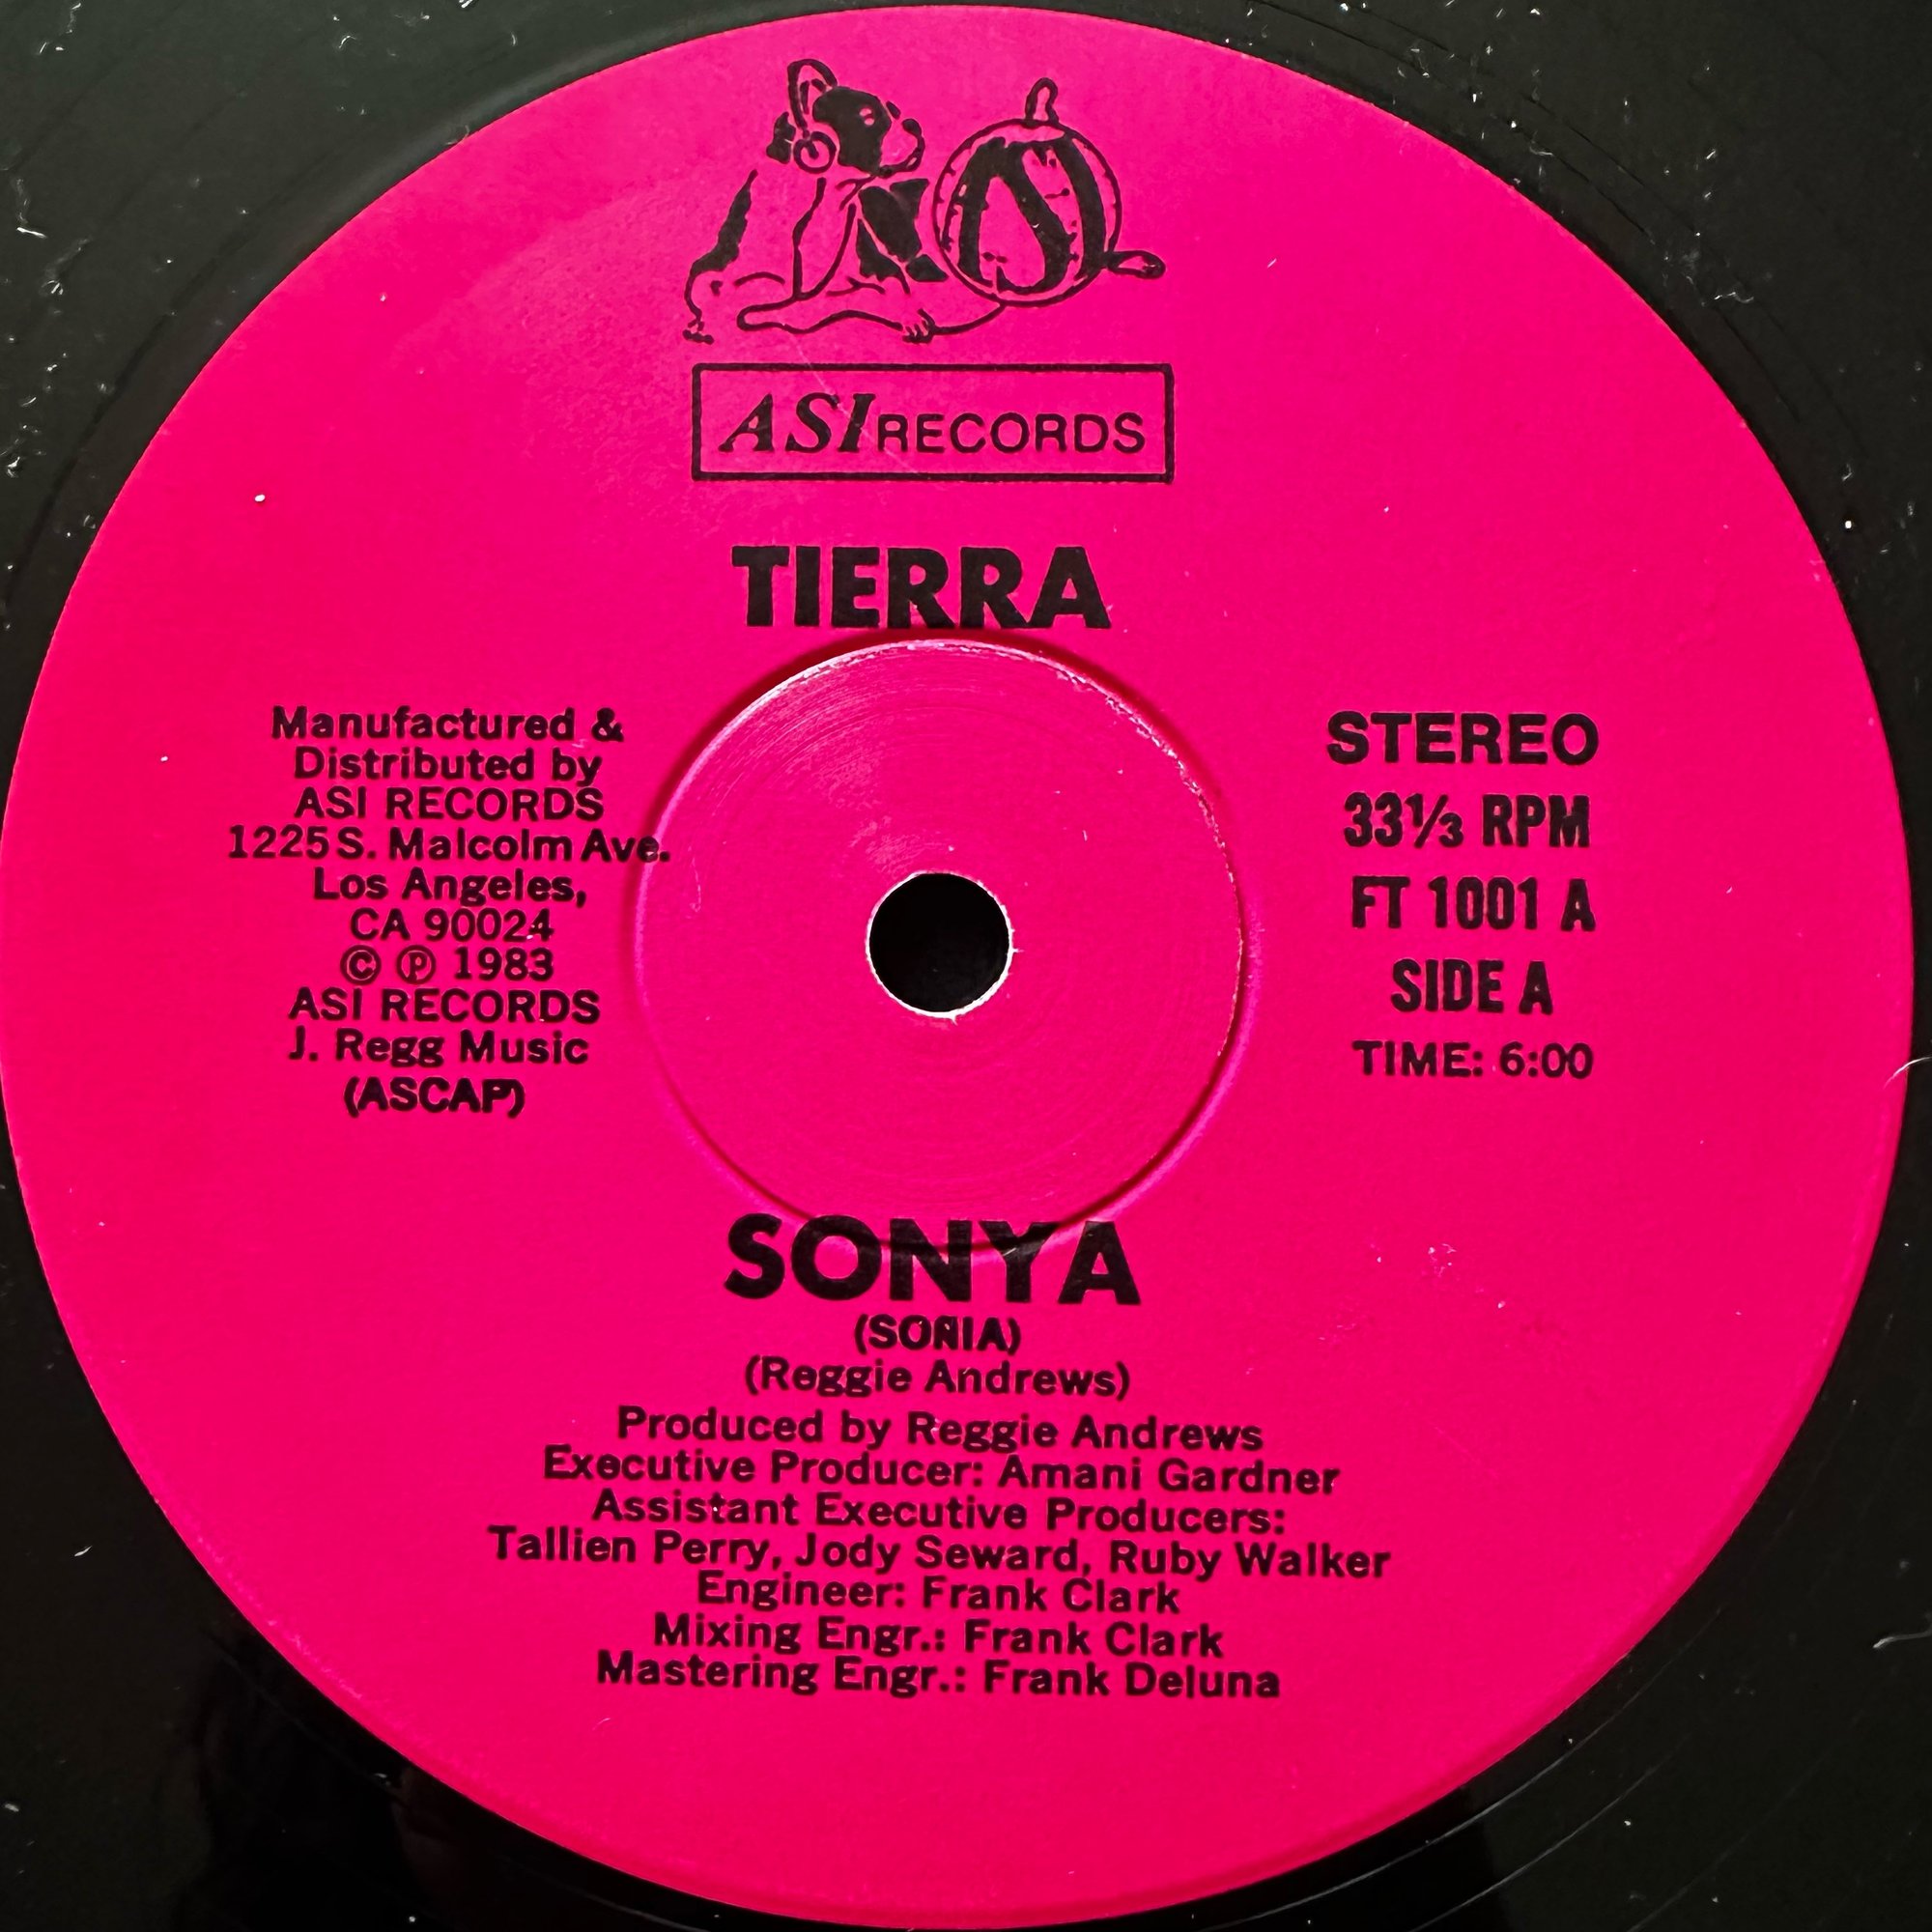 ASI RECORDS
TIERRA
Manufactured &
Distributed by
ASI RECORDS
1225 S. Malcolm Ave.
Los Angeles,
CA 90024
© ℗ 1983
ASI RECORDS
J. Regg Music
(ASCAP)
STEREO
33⅓ RPM
FT 1001 A
SIDE A
TIME: 6:00
SONYA
(SOÑIA)
(Reggie Andrews)
Produced by Reggie Andrews
Executive Producer: Amani Gardner
Assistant Executive Producers:
Tallien Perry, Jody Seward, Ruby Walker
Engineer: Frank Clark
Mixing Engr.: Frank Clark
Mastering Engr.: Frank Deluna